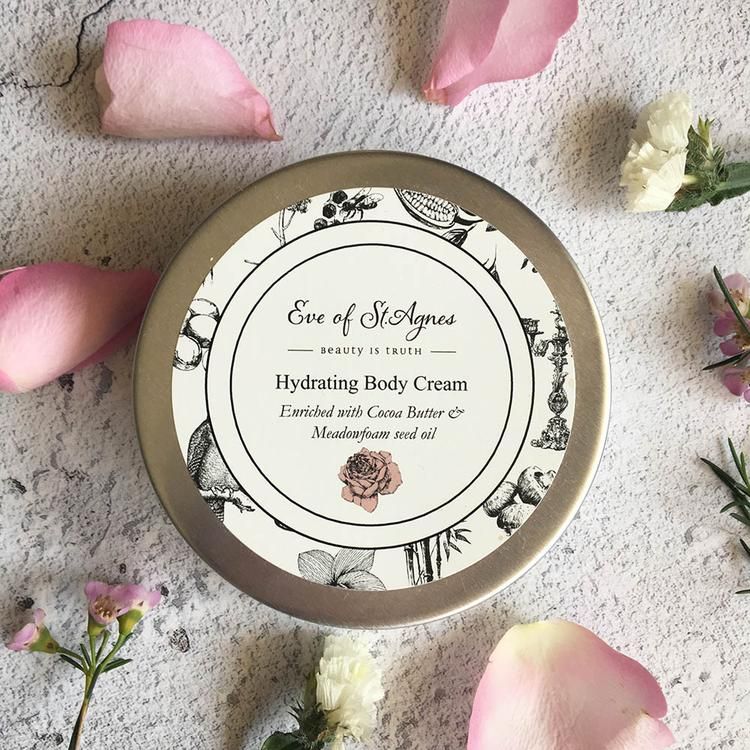 Eve of St.Agnes
BEAUTY IS TRUTH
Hydrating Body Cream
Enriched with Cocoa Butter &
Meadowfoam seed oil